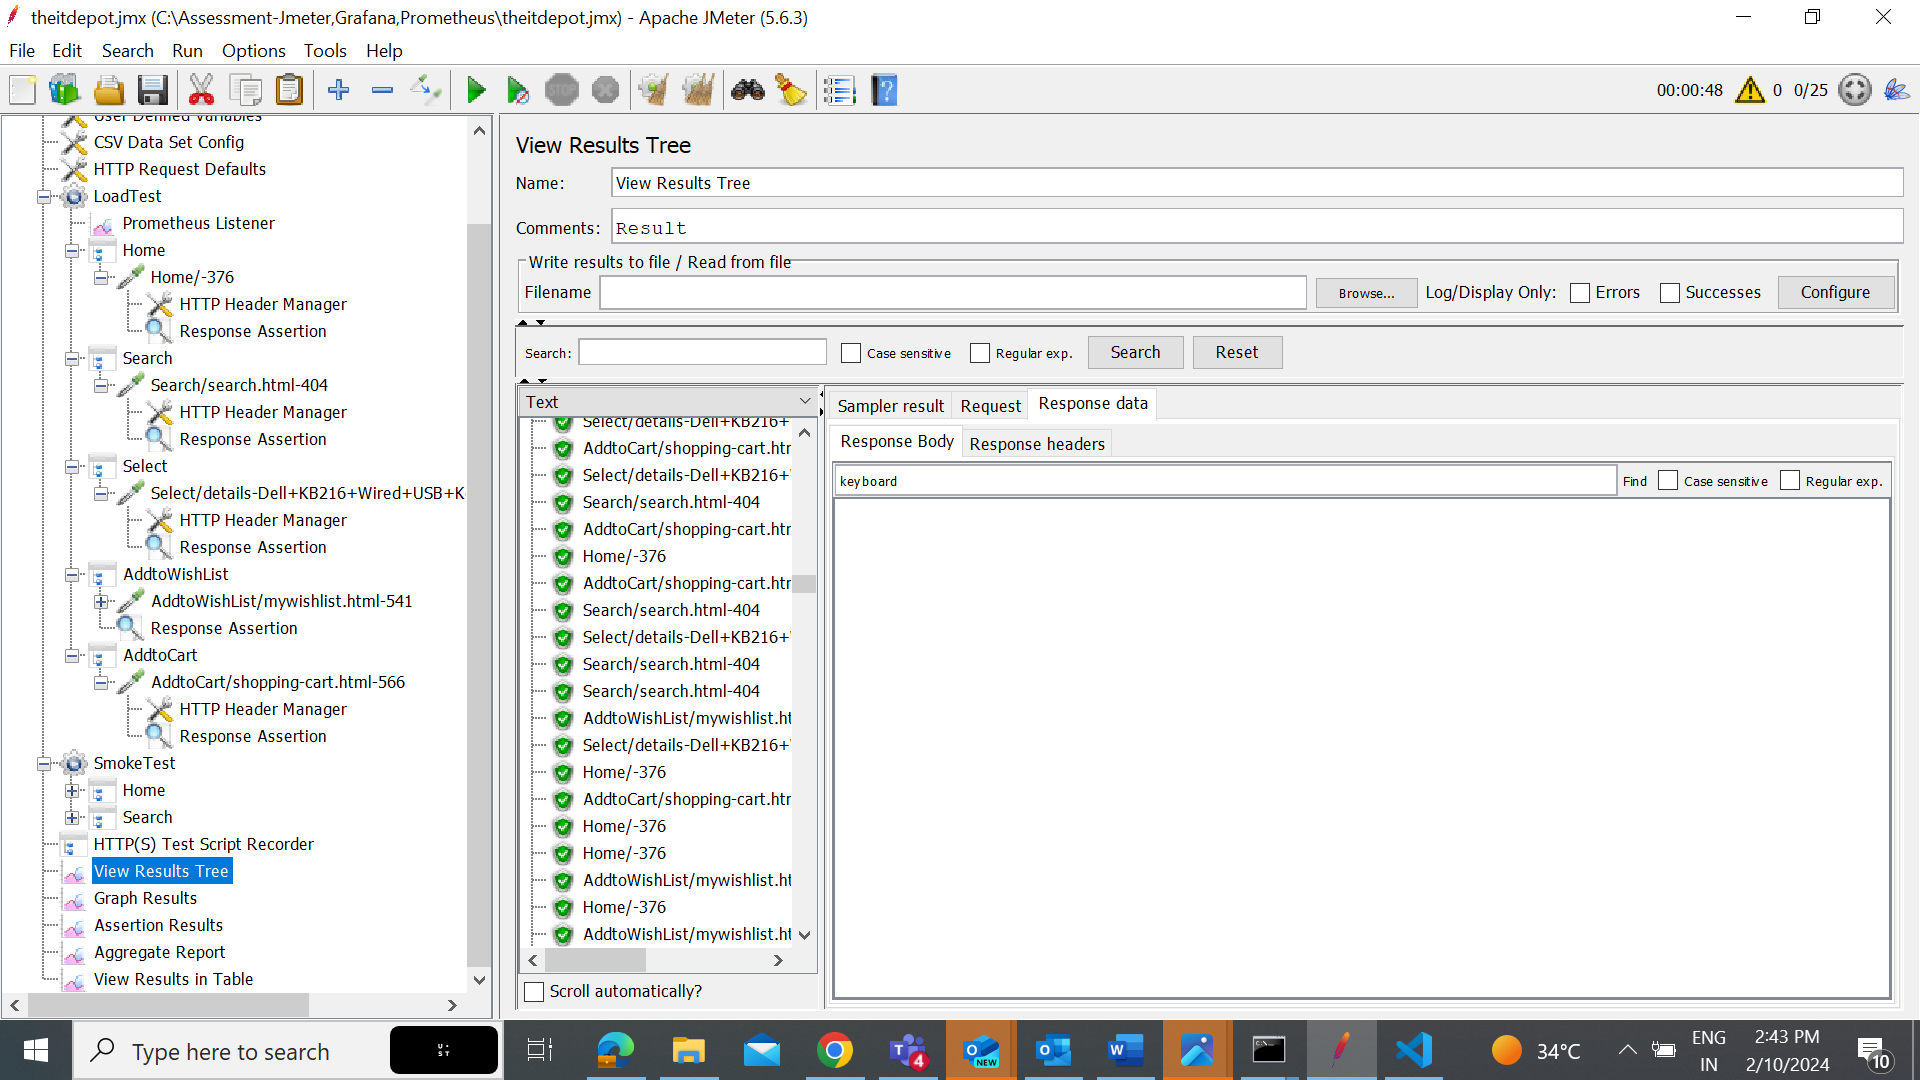 theitdepot.jmx (C:\Assessment-Jmeter,Grafana,Prometheus\theitdepot.jmx) - Apache JMeter (5.6.3)
File Edit Search Run Options Tools Help
STOP
00:00:48 0 0/25
User Defined Variables
CSV Data Set Config
HTTP Request Defaults
LoadTest
Prometheus Listener
Home
Home/-376
HTTP Header Manager
Response Assertion
Search
Search/search.html-404
HTTP Header Manager
Response Assertion
Select
Select/details-Dell+KB216+Wired+USB+K
HTTP Header Manager
Response Assertion
AddtoWishList
AddtoWishList/mywishlist.html-541
Response Assertion
AddtoCart
AddtoCart/shopping-cart.html-566
HTTP Header Manager
Response Assertion
SmokeTest
Home
Search
HTTP(S) Test Script Recorder
View Results Tree
Graph Results
Assertion Results
Aggregate Report
View Results in Table
View Results Tree
Name: View Results Tree
Comments: Result
Write results to file / Read from file
Filename Browse... Log/Display Only: Errors Successes Configure
Search: Case sensitive Regular exp. Search Reset
Text
Select/details-Dell+KB216+
AddtoCart/shopping-cart.htr
Select/details-Dell+KB216+
Search/search.html-404
AddtoCart/shopping-cart.htr
Home/-376
AddtoCart/shopping-cart.htr
Search/search.html-404
Select/details-Dell+KB216+
Search/search.html-404
Search/search.html-404
AddtoWishList/mywishlist.ht
Select/details-Dell+KB216+
Home/-376
AddtoCart/shopping-cart.htr
Home/-376
Home/-376
AddtoWishList/mywishlist.ht
Home/-376
AddtoWishList/mywishlist.ht
Scroll automatically?
Sampler result Request Response data
Response Body Response headers
keyboard Find Case sensitive Regular exp.
Type here to search
U ST
4
NEW
34°C
ENG
IN
2:43 PM
2/10/2024
10